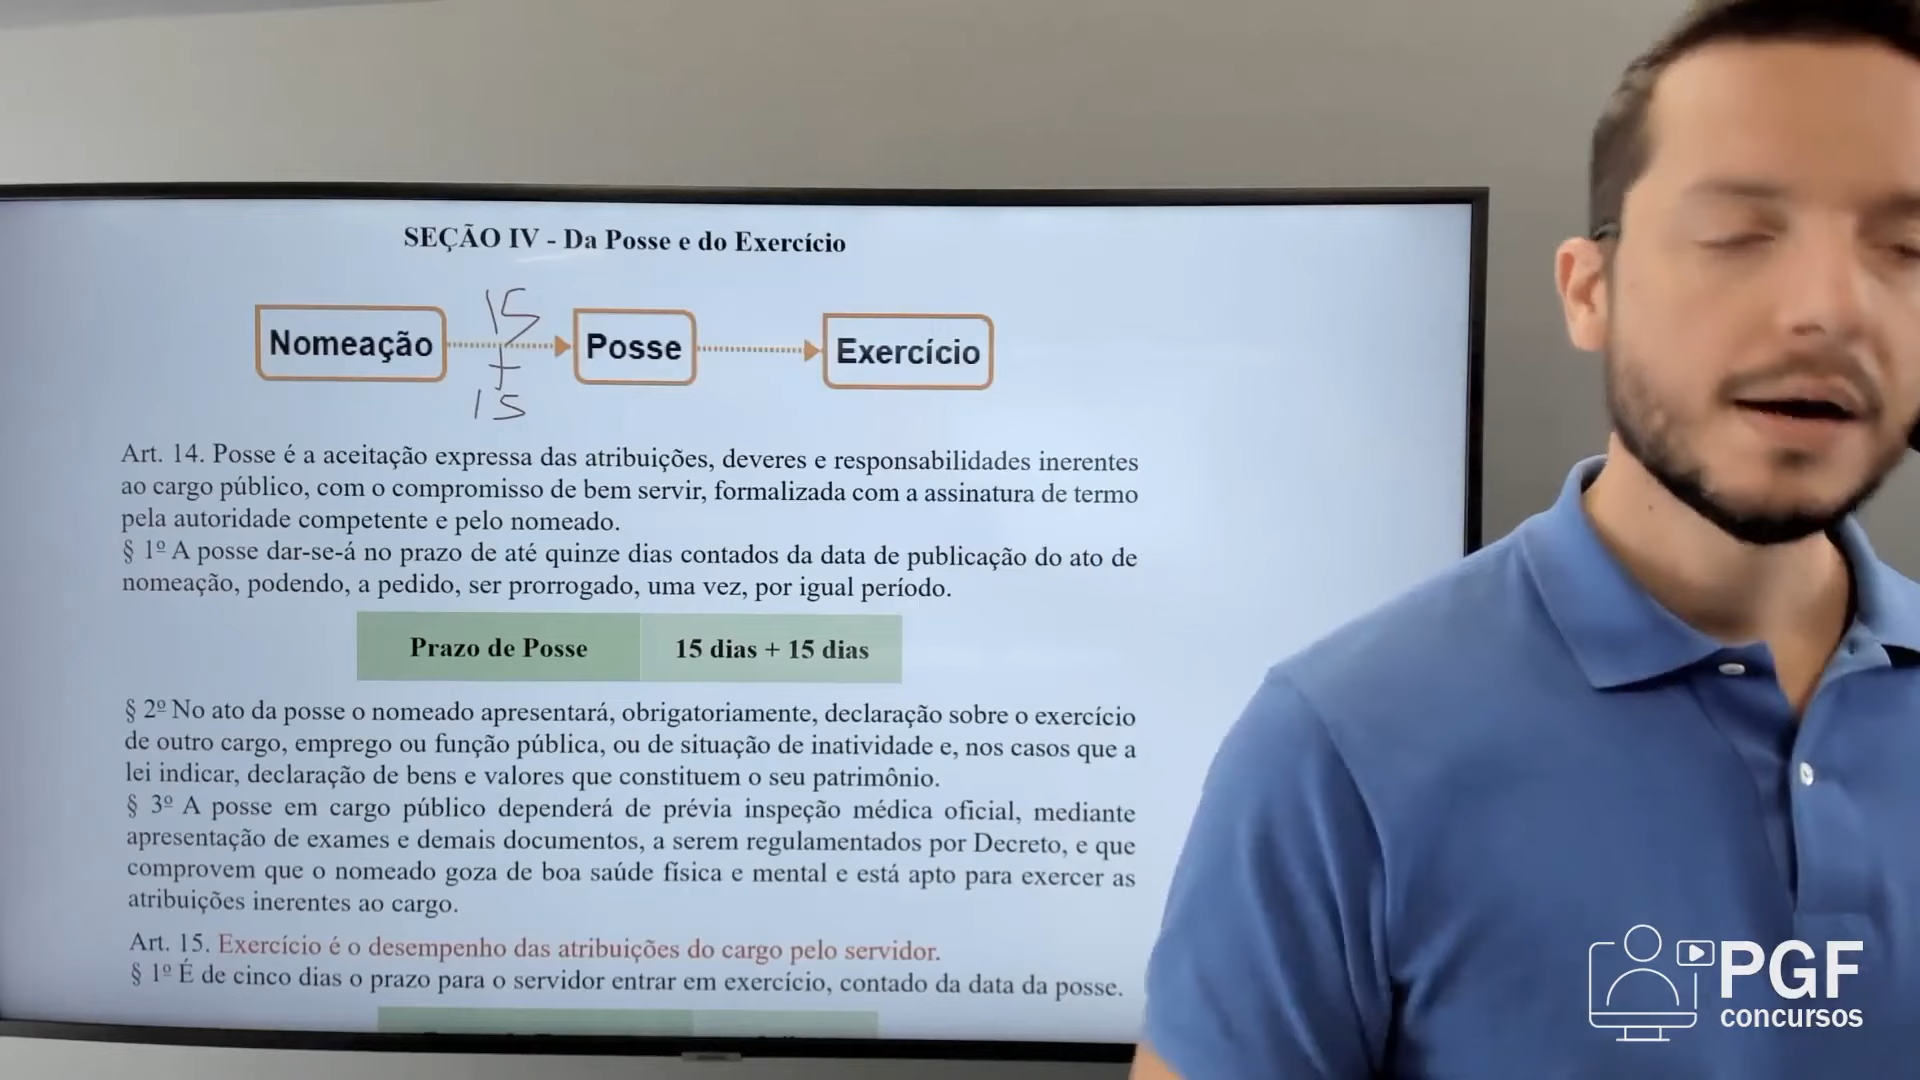 SEÇÃO IV - Da Posse e do Exercício
15
Nomeação
Posse
Exercício
+
15
Art. 14. Posse é a aceitação expressa das atribuições, deveres e responsabilidades inerentes
ao cargo público, com o compromisso de bem servir, formalizada com a assinatura de termo
pela autoridade competente e pelo nomeado.
§ 1º A posse dar-se-á no prazo de até quinze dias contados da data de publicação do ato de
nomeação, podendo, a pedido, ser prorrogado, uma vez, por igual período.
Prazo de Posse
15 dias + 15 dias
§ 2º No ato da posse o nomeado apresentará, obrigatoriamente, declaração sobre o exercício
de outro cargo, emprego ou função pública, ou de situação de inatividade e, nos casos que a
lei indicar, declaração de bens e valores que constituem o seu patrimônio.
§ 3º A posse em cargo público dependerá de prévia inspeção médica oficial, mediante
apresentação de exames e demais documentos, a serem regulamentados por Decreto, e que
comprovem que o nomeado goza de boa saúde física e mental e está apto para exercer as
atribuições inerentes ao cargo.
Art. 15. Exercício é o desempenho das atribuições do cargo pelo servidor.
§ 1º É de cinco dias o prazo para o servidor entrar em exercício, contado da data da posse.
PGF
concursos